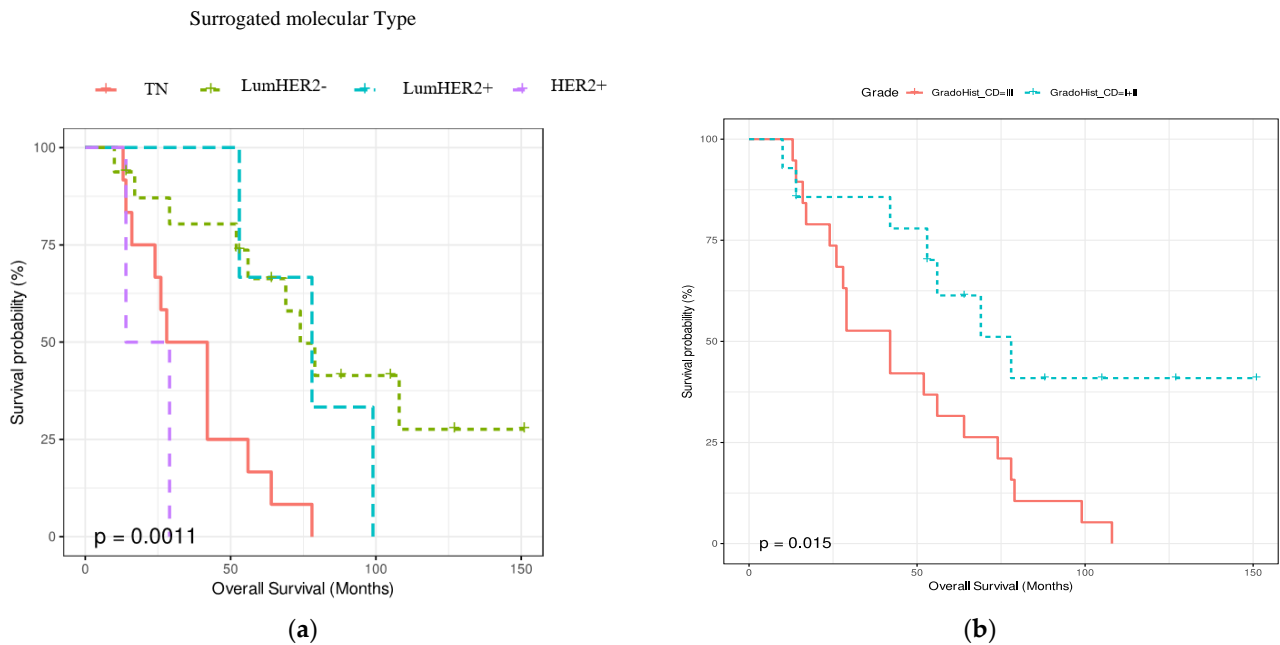 Surrogated molecular Type
TN LumHER2- LumHER2+ HER2+
Survival probability (%)
100
75
50
25
0
p = 0.0011
0 50 100 150
Overall Survival (Months)
(a)
Grade GradoHist_CD=III GradoHist_CD=I+II
Survival probability (%)
100
75
50
25
0
p = 0.015
0 50 100 150
Overall Survival (Months)
(b)